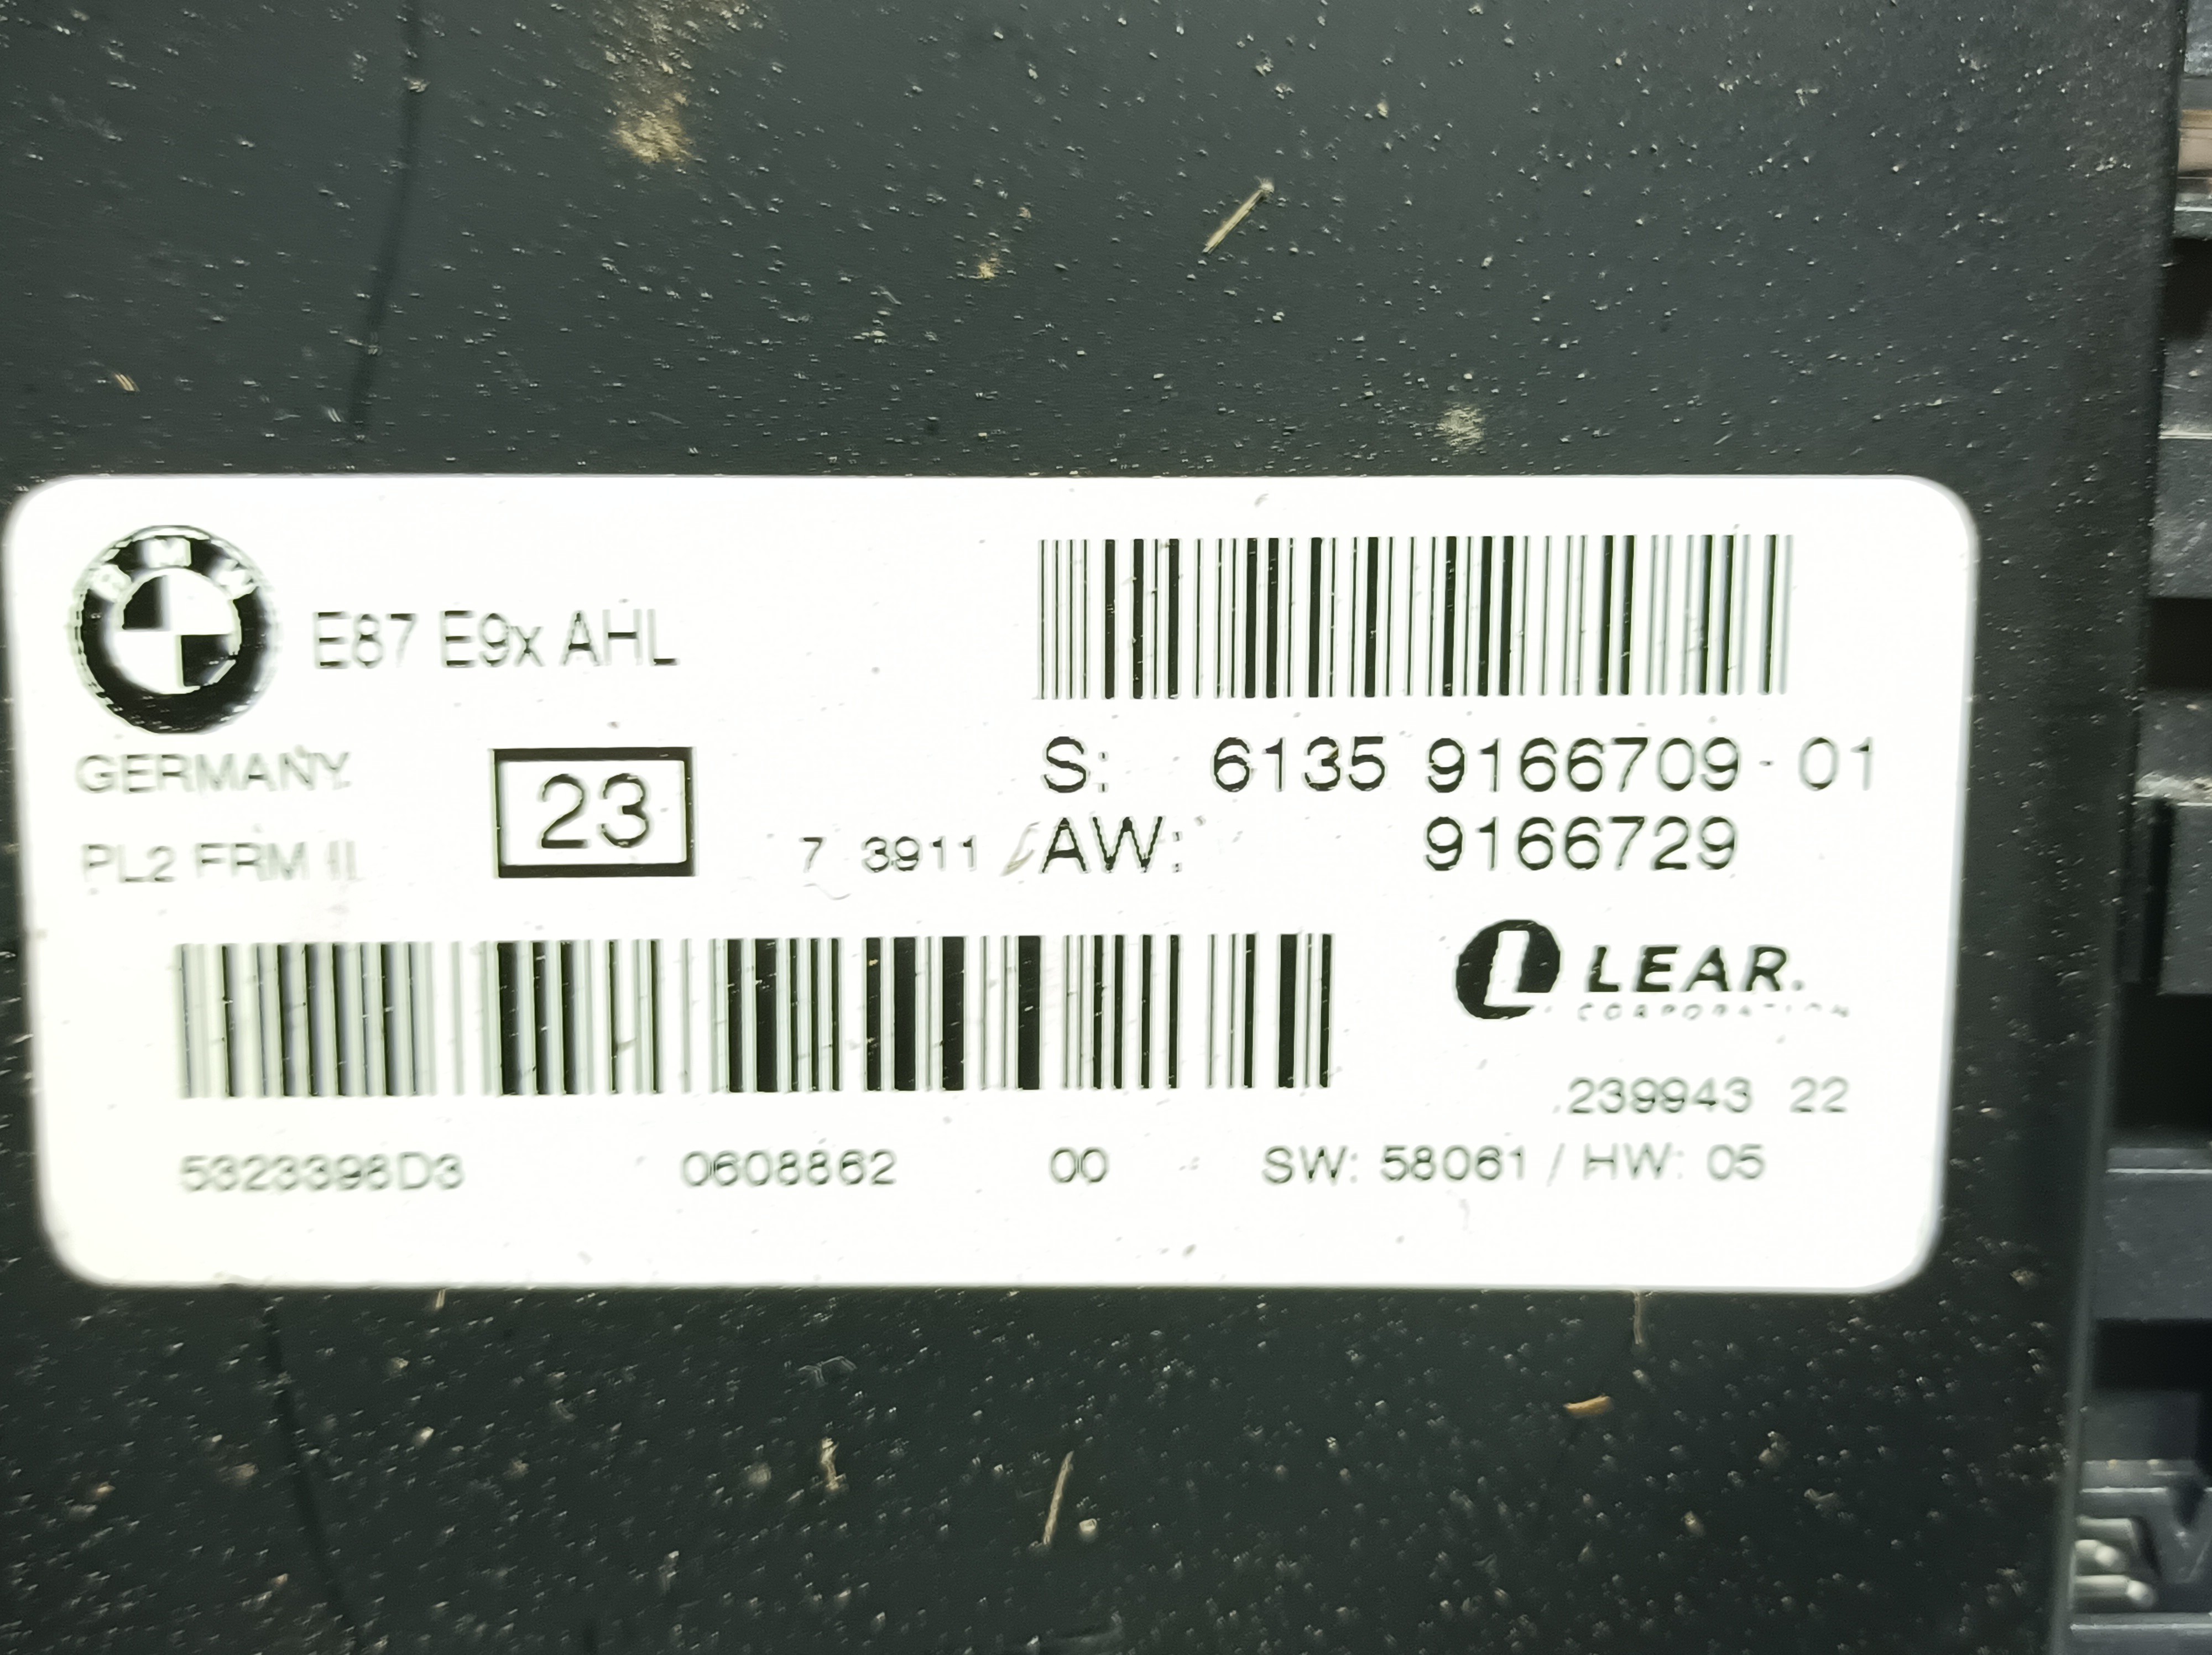 BMW
E87 E9x AHL
S: 6135 9166709-01
GERMANY
23
AW: 9166729
PL2 FRM II
7 3911
LEAR.
CORPORATION
239943 22
5323398D3 0608862 00 SW: 58061 / HW: 05